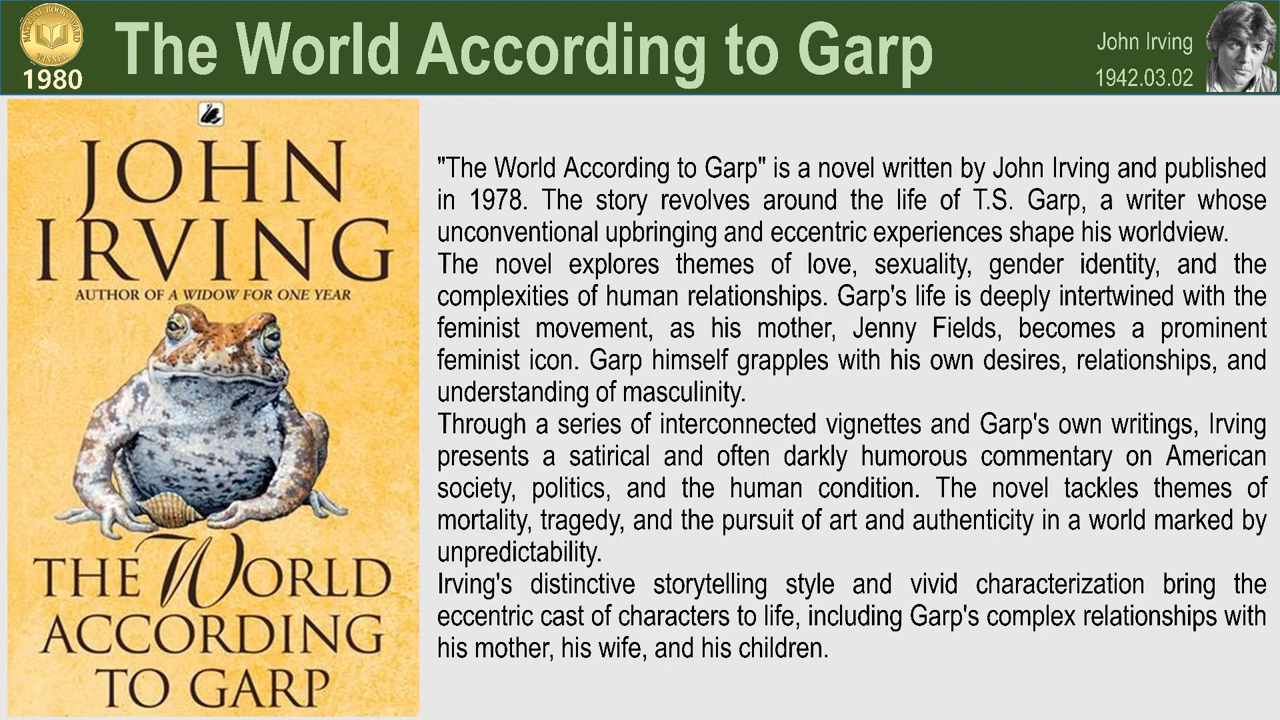 NATIONAL BOOK AWARD
WINNER
1980
The World According to Garp
John Irving
1942.03.02
JOHN
IRVING
AUTHOR OF A WIDOW FOR ONE YEAR
THE WORLD
ACCORDING
TO GARP
"The World According to Garp" is a novel written by John Irving and published
in 1978. The story revolves around the life of T.S. Garp, a writer whose
unconventional upbringing and eccentric experiences shape his worldview.
The novel explores themes of love, sexuality, gender identity, and the
complexities of human relationships. Garp's life is deeply intertwined with the
feminist movement, as his mother, Jenny Fields, becomes a prominent
feminist icon. Garp himself grapples with his own desires, relationships, and
understanding of masculinity.
Through a series of interconnected vignettes and Garp's own writings, Irving
presents a satirical and often darkly humorous commentary on American
society, politics, and the human condition. The novel tackles themes of
mortality, tragedy, and the pursuit of art and authenticity in a world marked by
unpredictability.
Irving's distinctive storytelling style and vivid characterization bring the
eccentric cast of characters to life, including Garp's complex relationships with
his mother, his wife, and his children.